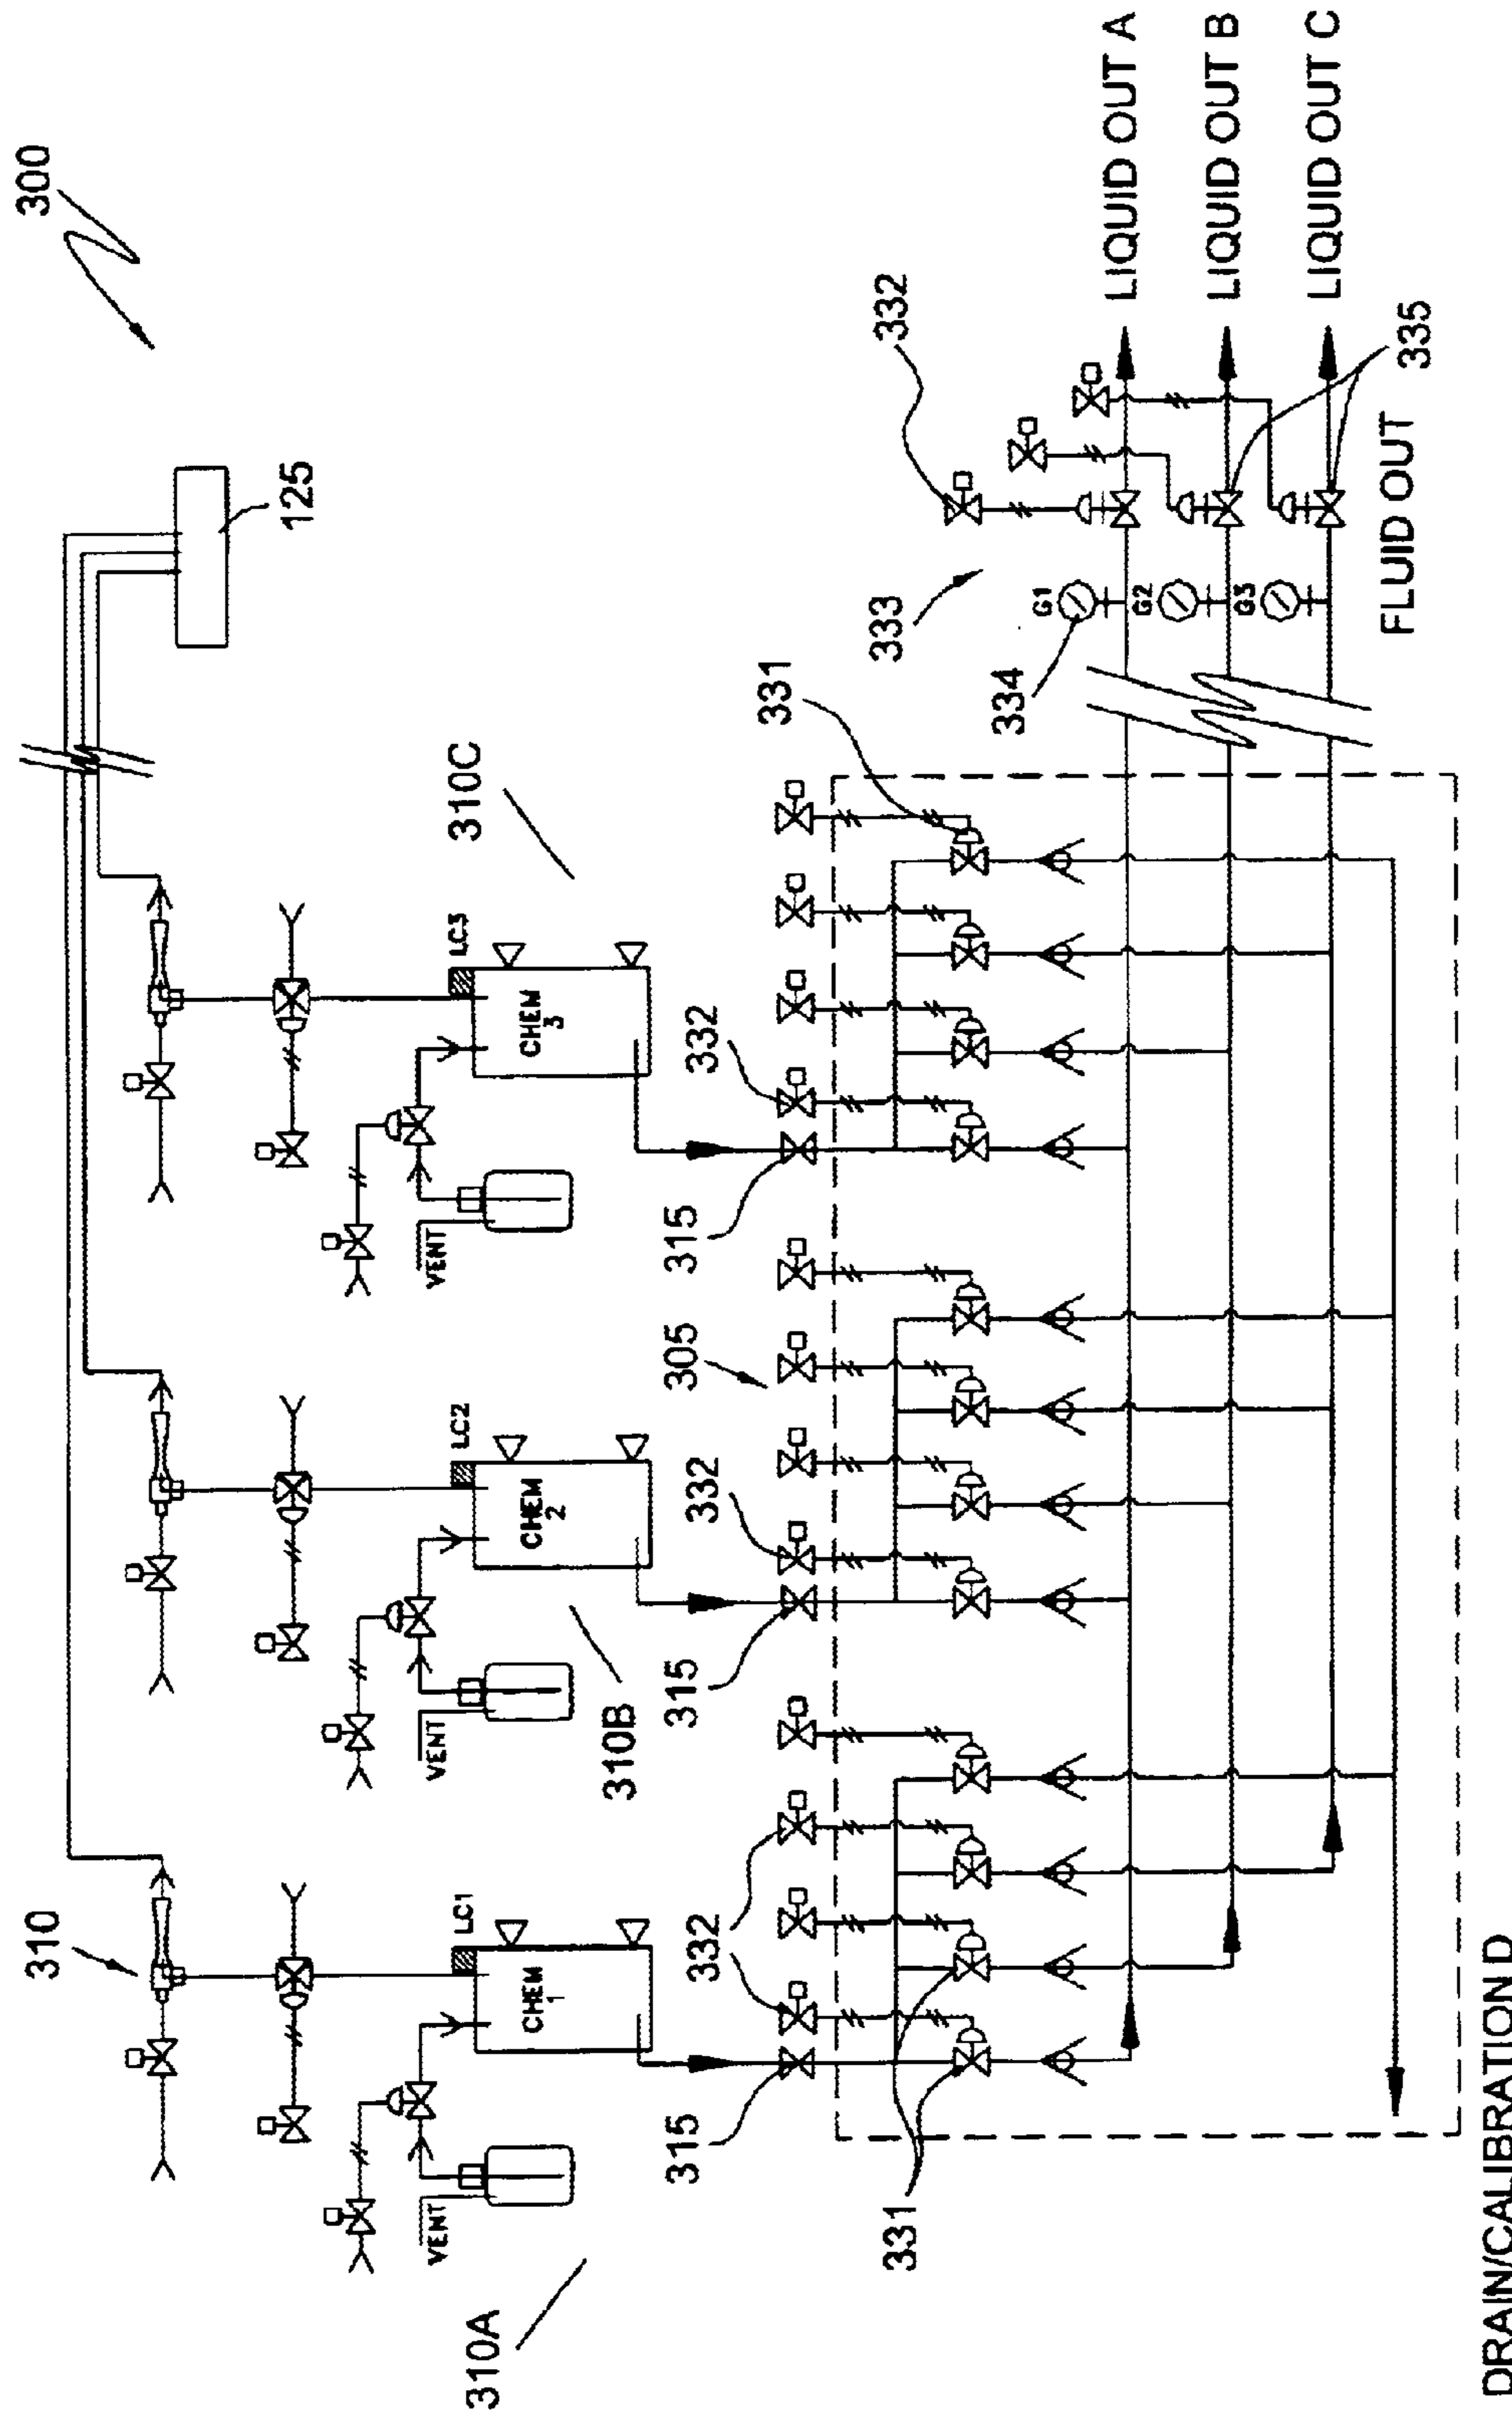 300
310
125
LC1
LC2
LC3
CHEM
1
CHEM
2
CHEM
3
VENT
VENT
VENT
310A
310B
310C
315
332
315
332
305
315
332
331
331
332
333
334
G1
G2
G3
335
LIQUID OUT A
LIQUID OUT B
LIQUID OUT C
FLUID OUT
DRAIN/CALIBRATION D